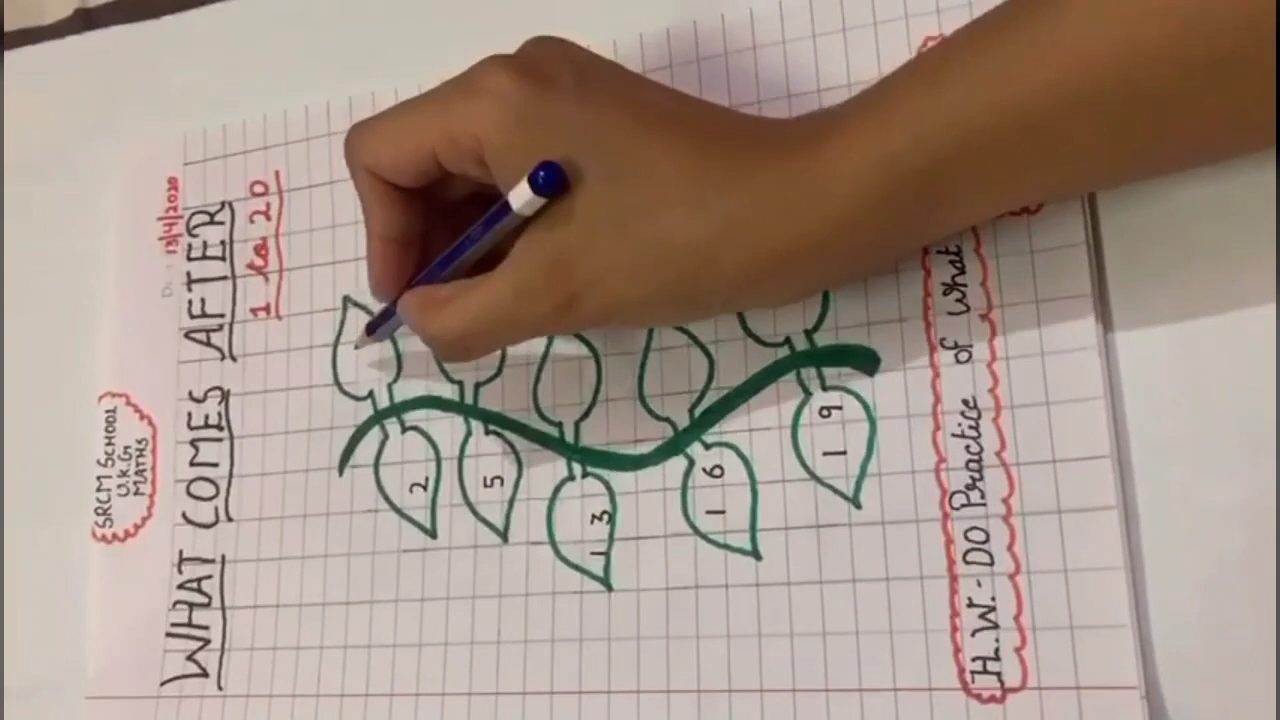 SRCM SCHOOL
U.K.G
MATHS
D: 13/4/2020
WHAT COMES AFTER
1 to 20
2
5
13
16
19
H.W.- DO Practice of what